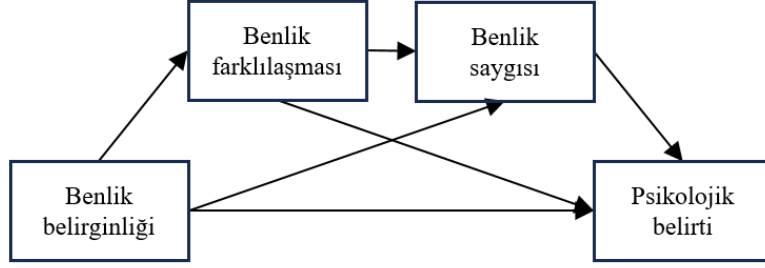 Benlik
farklılaşması
Benlik
saygısı
Benlik
belirginliği
Psikolojik
belirti